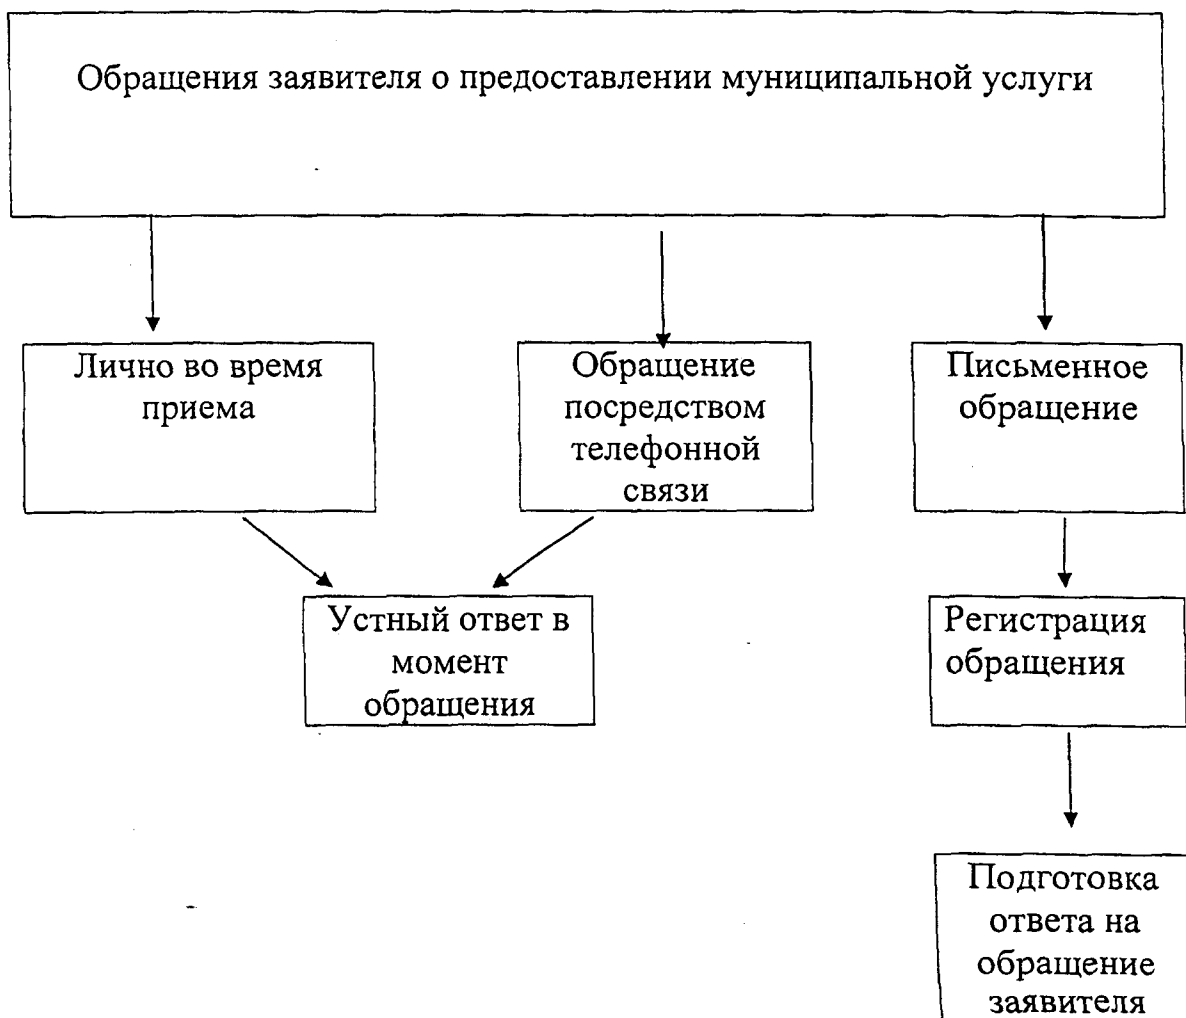 Обращения заявителя о предоставлении муниципальной услуги
Лично во время
приема
Обращение
посредством
телефонной
связи
Письменное
обращение
Устный ответ в
момент
обращения
Регистрация
обращения
Подготовка
ответа на
обращение
заявителя